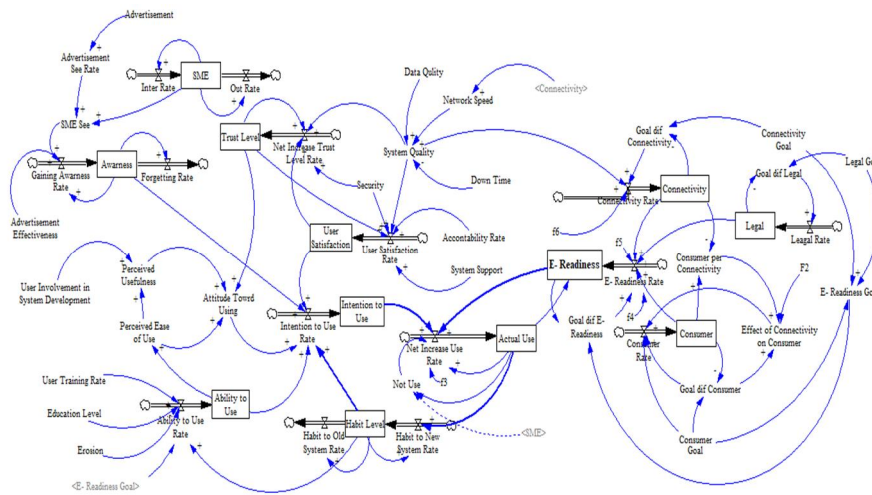 Advertisement
Advertisement
See Rate
SME
Inter Rate
Out Rate
SME See
Data Qulity
Network Speed
<Connectivity>
Trust Level
Net Increase Trust
Level Rate
System Quality
Awarness
Gaining Awarness
Rate
Forgetting Rate
Security
Down Time
Goal dif
Connectivity
Connectivity
Goal
Connectivity
Connectivity Rate
Goal dif Legal
Legal Goal
Legal
Leagal Rate
f6
Advertisement
Effectiveness
User
Satisfaction
User Satisfaction
Rate
Accontability Rate
System Support
f5
E- Readiness
E- Readiness Rate
f4
Consumer per
Connectivity
F2
E- Readiness Goal
User Involvement in
System Development
Perceived
Usefulness
Attitude Towrd
Using
Perceived Ease
of Use
Intention to
Use
Intention to Use
Rate
Net Increase Use
Rate
Actual Use
Goal dif E-
Readiness
Consumer
Consumer
Rate
Effect of Connectivity
on Consumer
f3
Not Use
Goal dif Consumer
Consumer
Goal
User Training Rate
Education Level
Erosion
<E- Readiness Goal>
Ability to
Use
Ability to Use
Rate
Habit Level
Habit to Old
System Rate
Habit to New
System Rate
<SME>